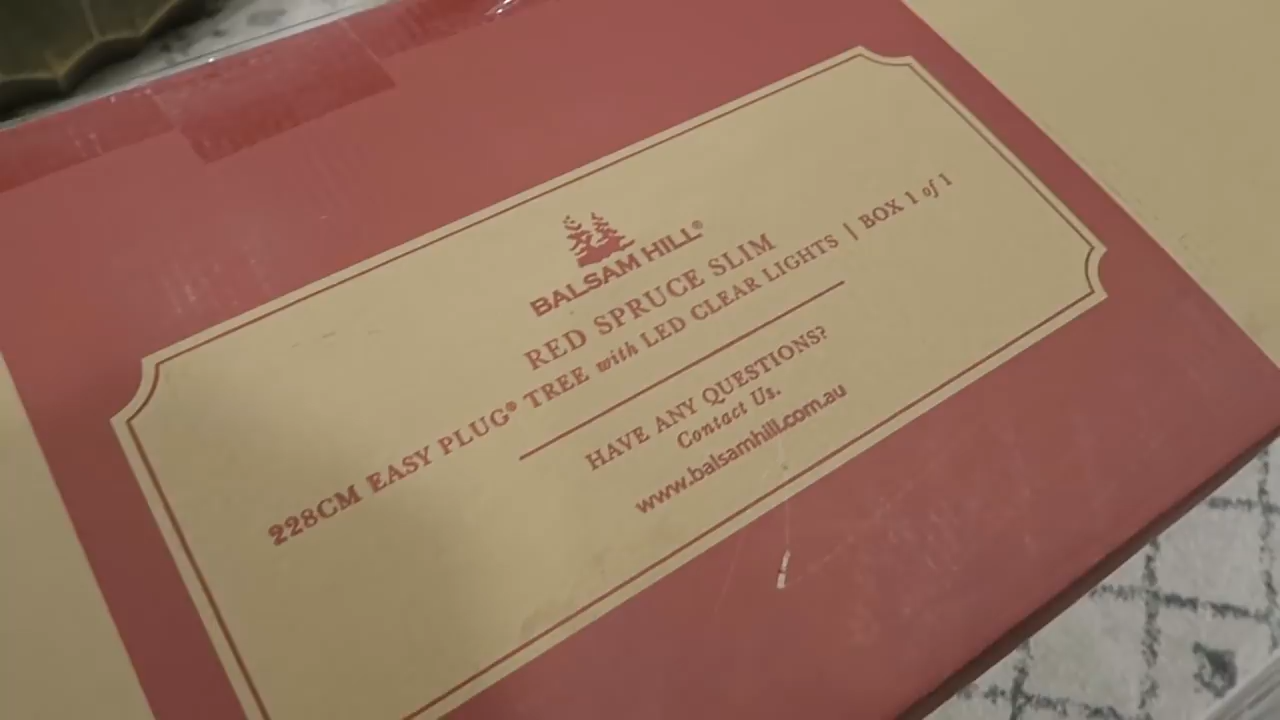 BALSAM HILL®
RED SPRUCE SLIM
228CM EASY PLUG® TREE with LED CLEAR LIGHTS | BOX 1 of 1
HAVE ANY QUESTIONS?
Contact Us.
www.balsamhill.com.au